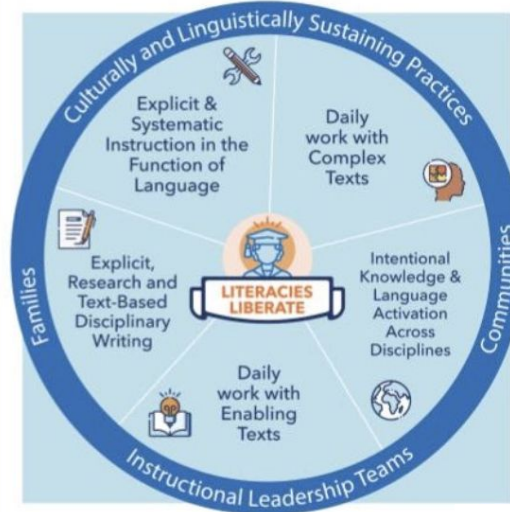 Culturally and Linguistically Sustaining Practices
Explicit &
Systematic
Instruction in the
Function of
Language
Daily
work with
Complex
Texts
Explicit,
Research and
Text-Based
Disciplinary
Writing
LITERACIES
LIBERATE
Intentional
Knowledge &
Language
Activation
Across
Disciplines
Daily
work with
Enabling
Texts
Families
Communities
Instructional Leadership Teams